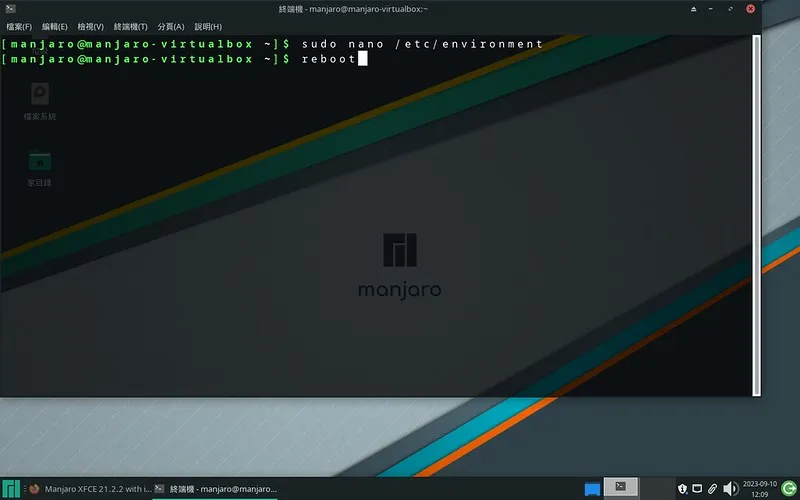 終端機 - manjaro@manjaro-virtualbox:~
檔案(F) 編輯(E) 檢視(V) 終端機(T) 分頁(A) 說明(H)
[manjaro@manjaro-virtualbox ~]$ sudo nano /etc/environment
[manjaro@manjaro-virtualbox ~]$ reboot
檔案系統
家目錄
manjaro
Manjaro XFCE 21.2.2 with i...
終端機 - manjaro@manjaro...
2023-09-10
12:09